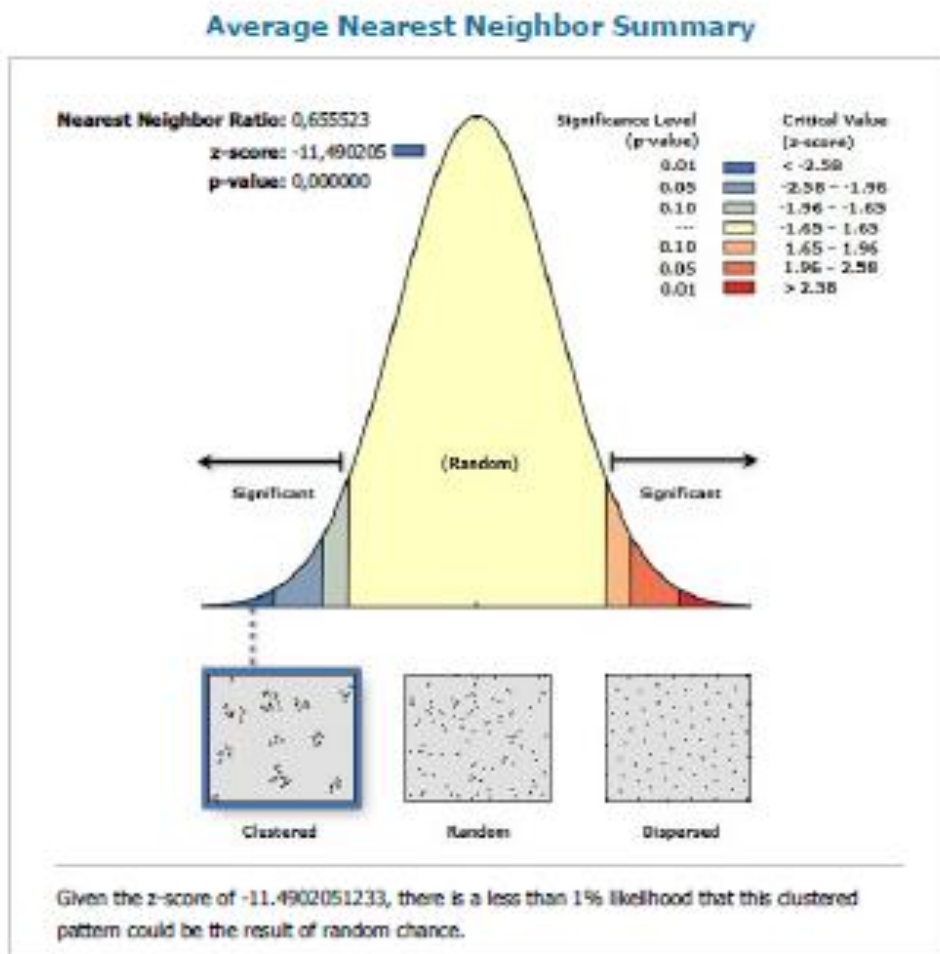 Average Nearest Neighbor Summary
Nearest Neighbor Ratio: 0,655523
z-score: -11,490205
p-value: 0,000000
Significance Level
(p-value)
Critical Value
(z-score)
0.01 < -2.58
0.05 -2.58 - -1.96
0.10 -1.96 - -1.65
--- -1.65 - 1.65
0.10 1.65 - 1.96
0.05 1.96 - 2.58
0.01 > 2.58
(Random)
Significant Significant
Clustered Random Dispersed
Given the z-score of -11.4902051233, there is a less than 1% likelihood that this clustered
pattern could be the result of random chance.